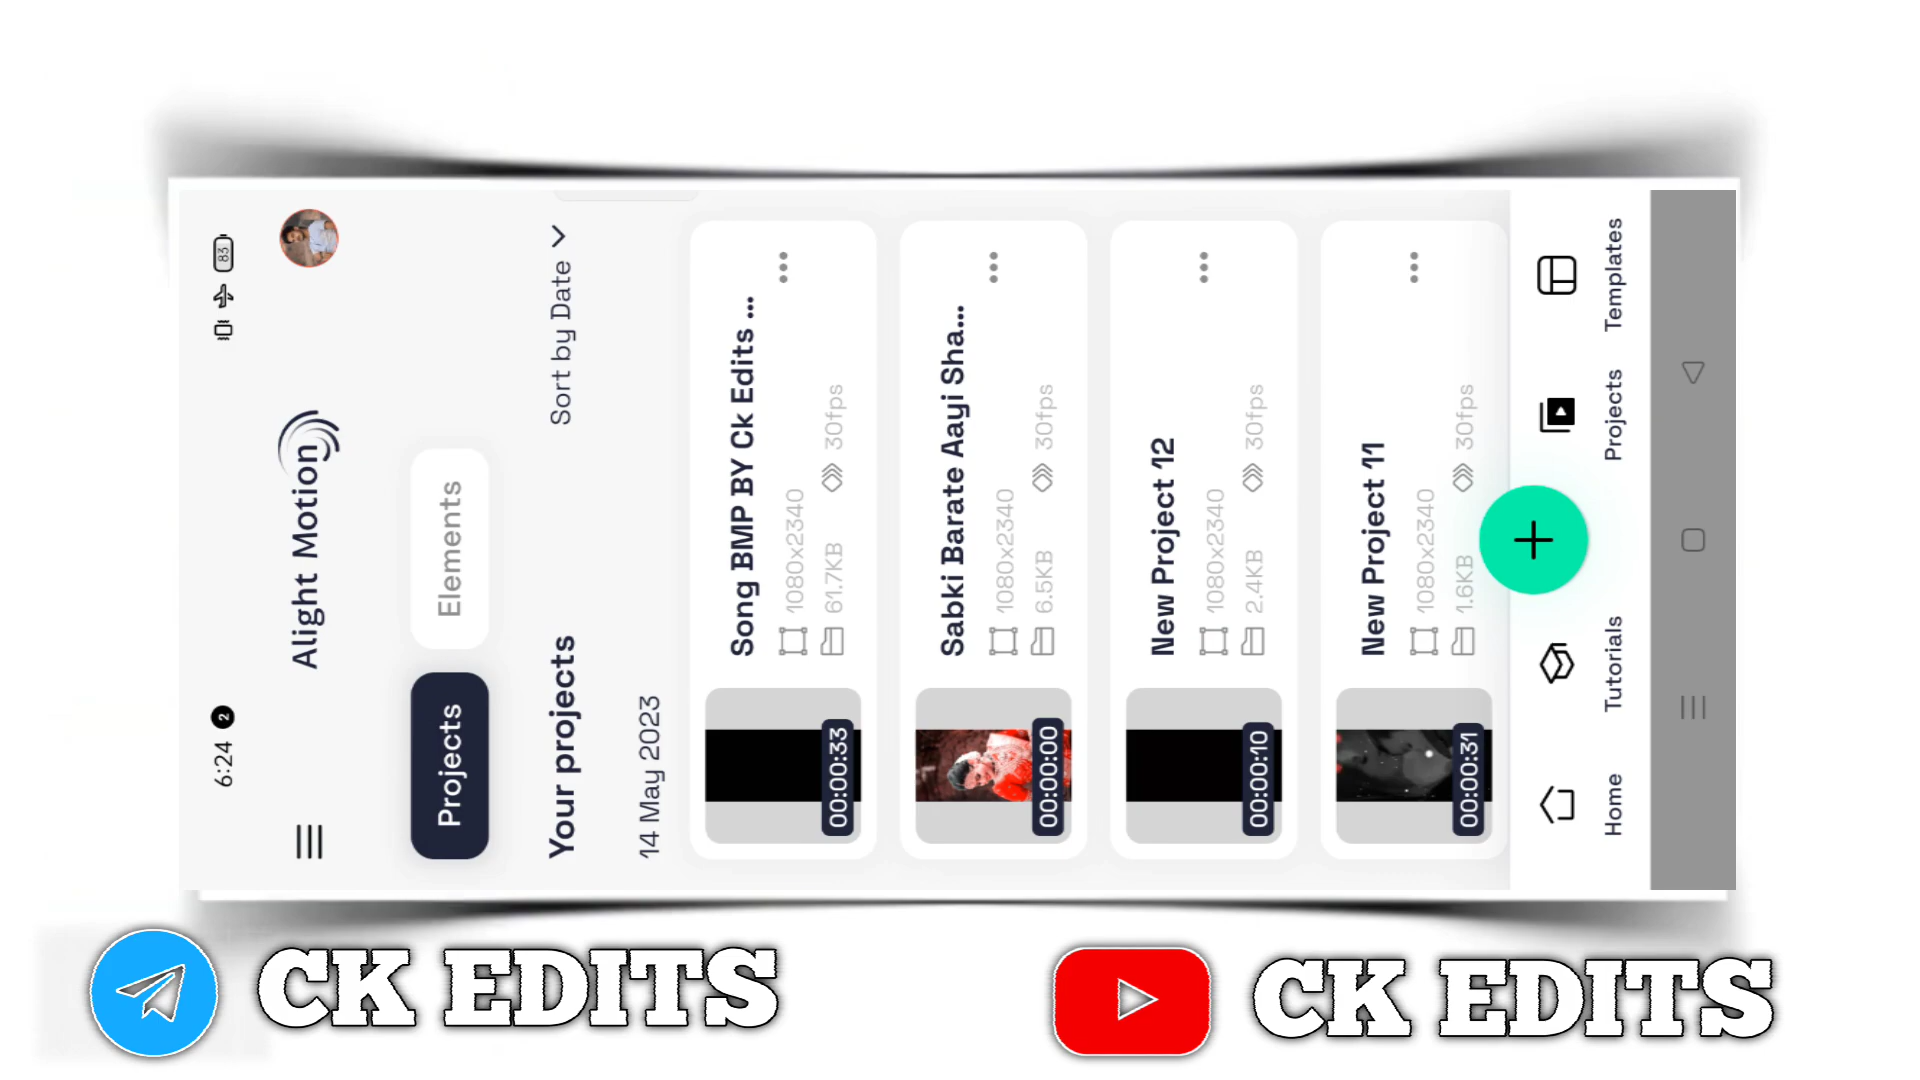 6:24 2 83
Alight Motion
Projects Elements
Your projects Sort by Date
14 May 2023
Song BMP BY Ck Edits ...
1080x2340
61.7KB 30fps
00:00:33
Sabki Barate Aayi Sha...
1080x2340
6.5KB 30fps
00:00:00
New Project 12
1080x2340
2.4KB 30fps
00:00:10
New Project 11
1080x2340
1.6KB 30fps
00:00:31
Home Tutorials Projects Templates
CK EDITS
CK EDITS